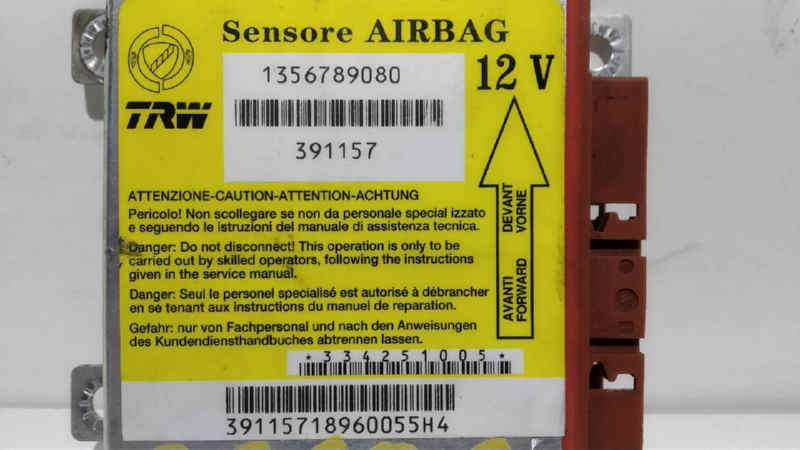 Sensore AIRBAG
1356789080
12 V
TRW
391157
ATTENZIONE-CAUTION-ATTENTION-ACHTUNG
Pericolo! Non scollegare se non da personale special izzato
e seguendo le istruzioni del manuale di assistenza tecnica.
Danger: Do not disconnect! This operation is only to be
carried out by skilled operators, following the instructions
given in the service manual.
Danger: Seul le personel specialisé est autorisé à débrancher
en se tenant aux instructions du manuel de reparation.
Gefahr: nur von Fachpersonal und nach den Anweisungen
des Kundendiensthandbuches abtrennen lassen.
DEVANT
VORNE
AVANTI
FORWARD
*334251005*
39115718960055H4